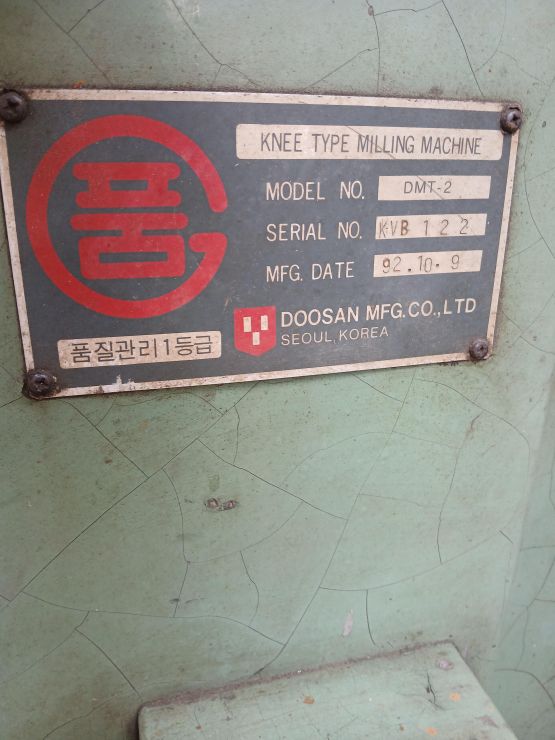 품
KNEE TYPE MILLING MACHINE
MODEL NO. DMT-2
SERIAL NO. KVB 122
MFG. DATE 92.10.9
DOOSAN MFG.CO.,LTD
SEOUL, KOREA
품질관리1등급